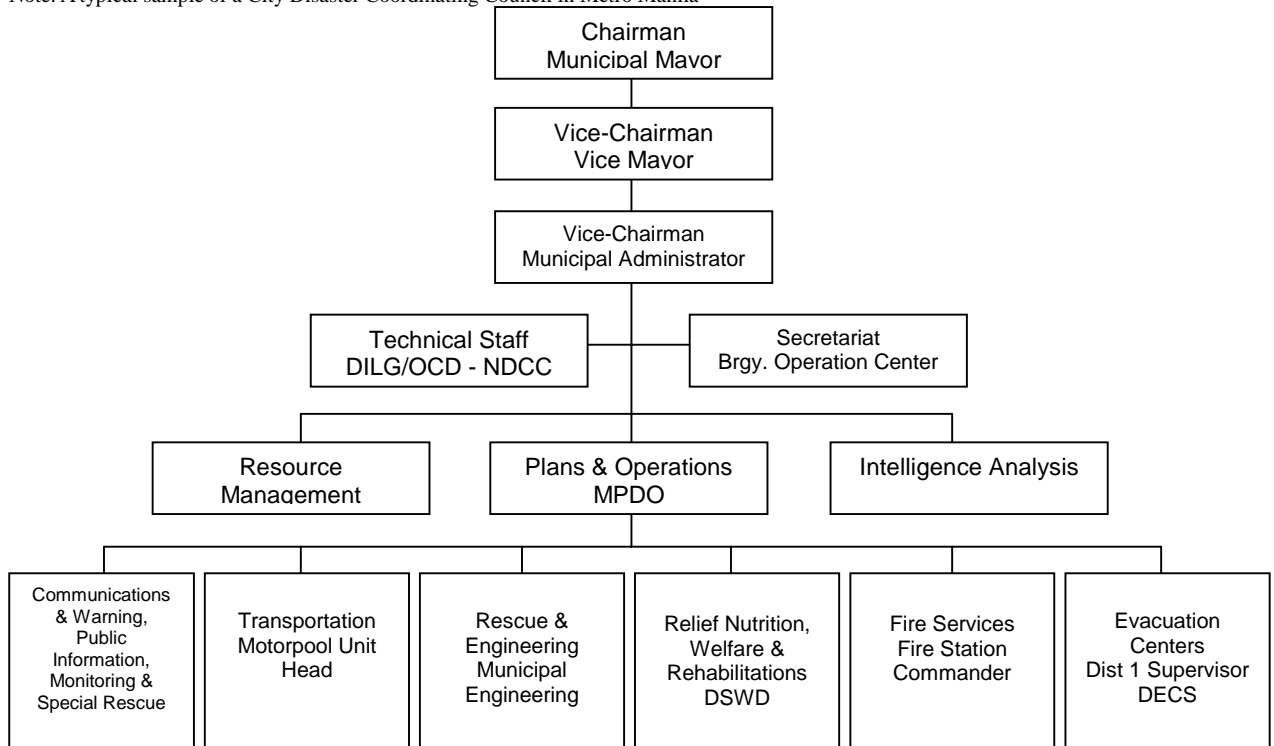 Note: A typical sample of a City Disaster Coordinating Council in Metro Manila
Chairman
Municipal Mayor
Vice-Chairman
Vice Mayor
Vice-Chairman
Municipal Administrator
Technical Staff
DILG/OCD - NDCC
Secretariat
Brgy. Operation Center
Resource
Management
Plans & Operations
MPDO
Intelligence Analysis
Communications
& Warning,
Public
Information,
Monitoring &
Special Rescue
Transportation
Motorpool Unit
Head
Rescue &
Engineering
Municipal
Engineering
Relief Nutrition,
Welfare &
Rehabilitations
DSWD
Fire Services
Fire Station
Commander
Evacuation
Centers
Dist 1 Supervisor
DECS